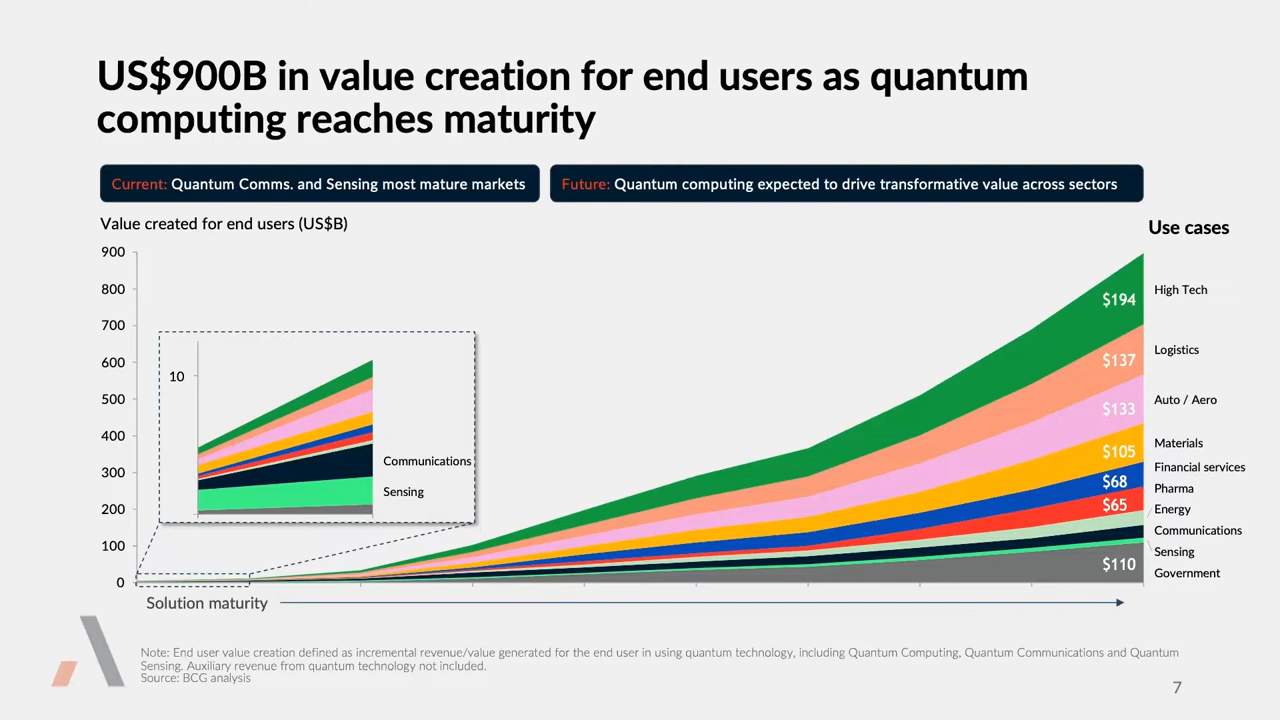 US$900B in value creation for end users as quantum
computing reaches maturity
Current: Quantum Comms. and Sensing most mature markets
Future: Quantum computing expected to drive transformative value across sectors
Value created for end users (US$B)
Use cases
900
800
700
600
500
400
300
200
100
0
10
Communications
Sensing
$194
$137
$133
$105
$68
$65
$110
High Tech
Logistics
Auto / Aero
Materials
Financial services
Pharma
Energy
Communications
Sensing
Government
Solution maturity
Note: End user value creation defined as incremental revenue/value generated for the end user in using quantum technology, including Quantum Computing, Quantum Communications and Quantum
Sensing. Auxiliary revenue from quantum technology not included.
Source: BCG analysis
7